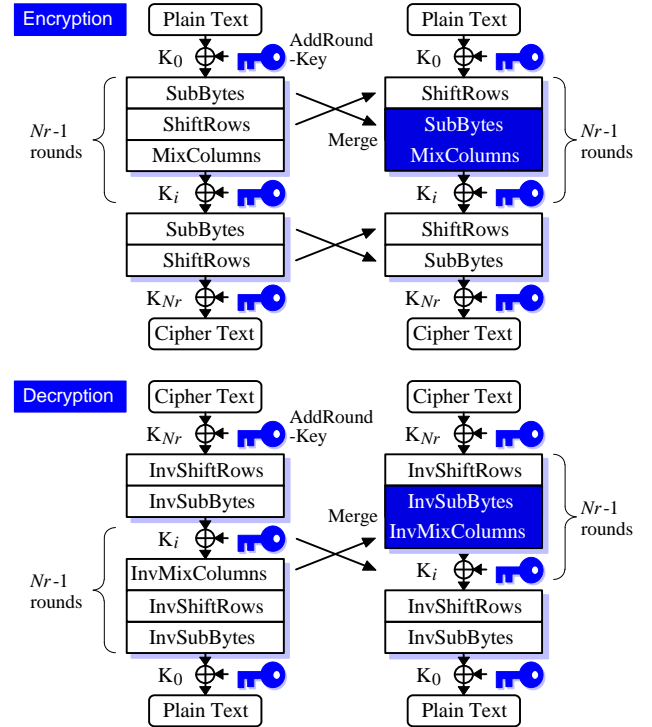 Encryption
Plain Text
K0
AddRound
-Key
SubBytes
ShiftRows
MixColumns
Nr-1
rounds
Ki
SubBytes
ShiftRows
KNr
Cipher Text
Merge
Plain Text
K0
ShiftRows
SubBytes
MixColumns
Nr-1
rounds
Ki
ShiftRows
SubBytes
KNr
Cipher Text
Decryption
Cipher Text
KNr
AddRound
-Key
InvShiftRows
InvSubBytes
Ki
Nr-1
rounds
InvMixColumns
InvShiftRows
InvSubBytes
K0
Plain Text
Merge
Cipher Text
KNr
InvShiftRows
InvSubBytes
InvMixColumns
Nr-1
rounds
Ki
InvShiftRows
InvSubBytes
K0
Plain Text